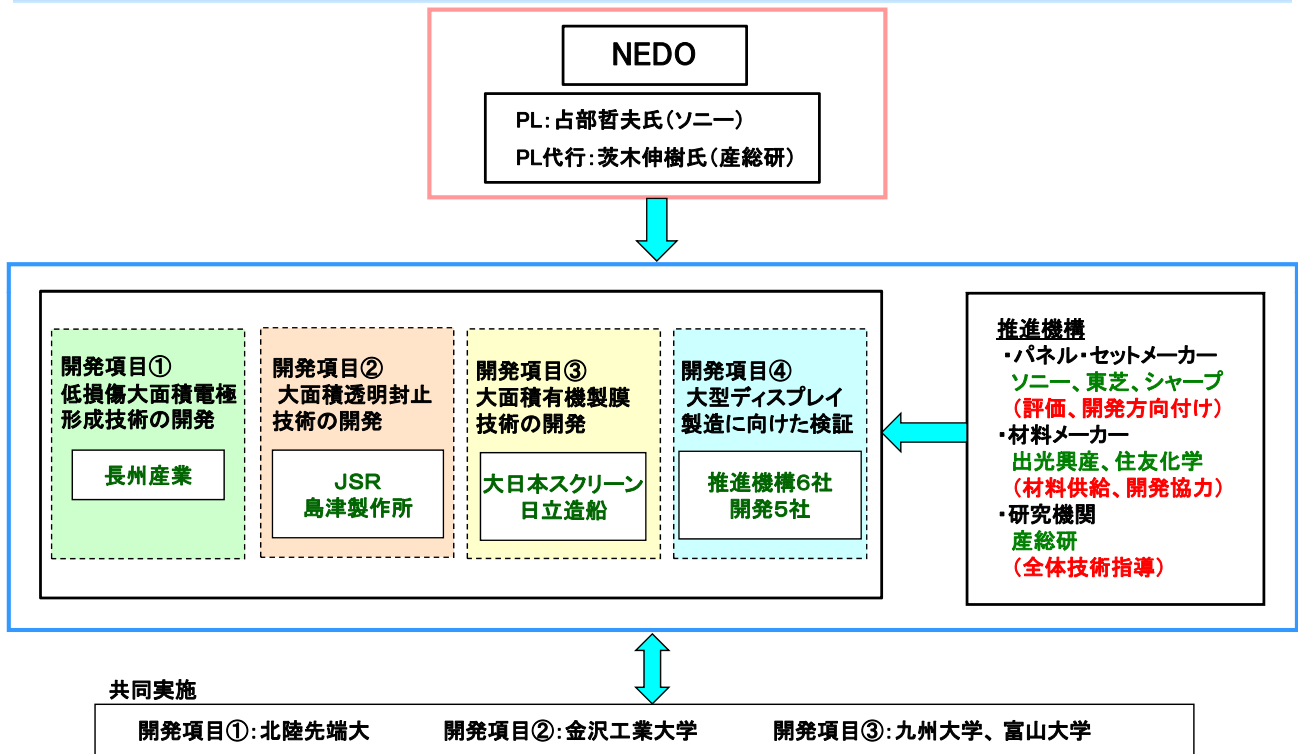 NEDO
PL:占部哲夫氏(ソニー)
PL代行:茨木伸樹氏(産総研)
開発項目①
低損傷大面積電極
形成技術の開発
長州産業
開発項目②
大面積透明封止
技術の開発
JSR
島津製作所
開発項目③
大面積有機製膜
技術の開発
大日本スクリーン
日立造船
開発項目④
大型ディスプレイ
製造に向けた検証
推進機構6社
開発5社
推進機構
・パネル・セットメーカー
ソニー、東芝、シャープ
(評価、開発方向付け)
・材料メーカー
出光興産、住友化学
(材料供給、開発協力)
・研究機関
産総研
(全体技術指導)
共同実施
開発項目①:北陸先端大 開発項目②:金沢工業大学 開発項目③:九州大学、富山大学